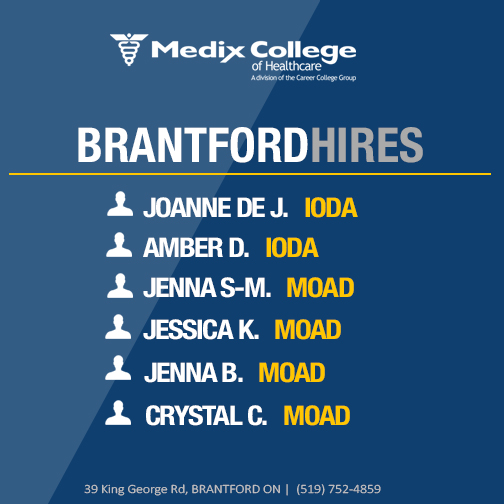 Medix College
of Healthcare
A division of the Career College Group
BRANTFORDHIRES
JOANNE DE J. IODA
AMBER D. IODA
JENNA S-M. MOAD
JESSICA K. MOAD
JENNA B. MOAD
CRYSTAL C. MOAD
39 King George Rd, BRANTFORD ON | (519) 752-4859